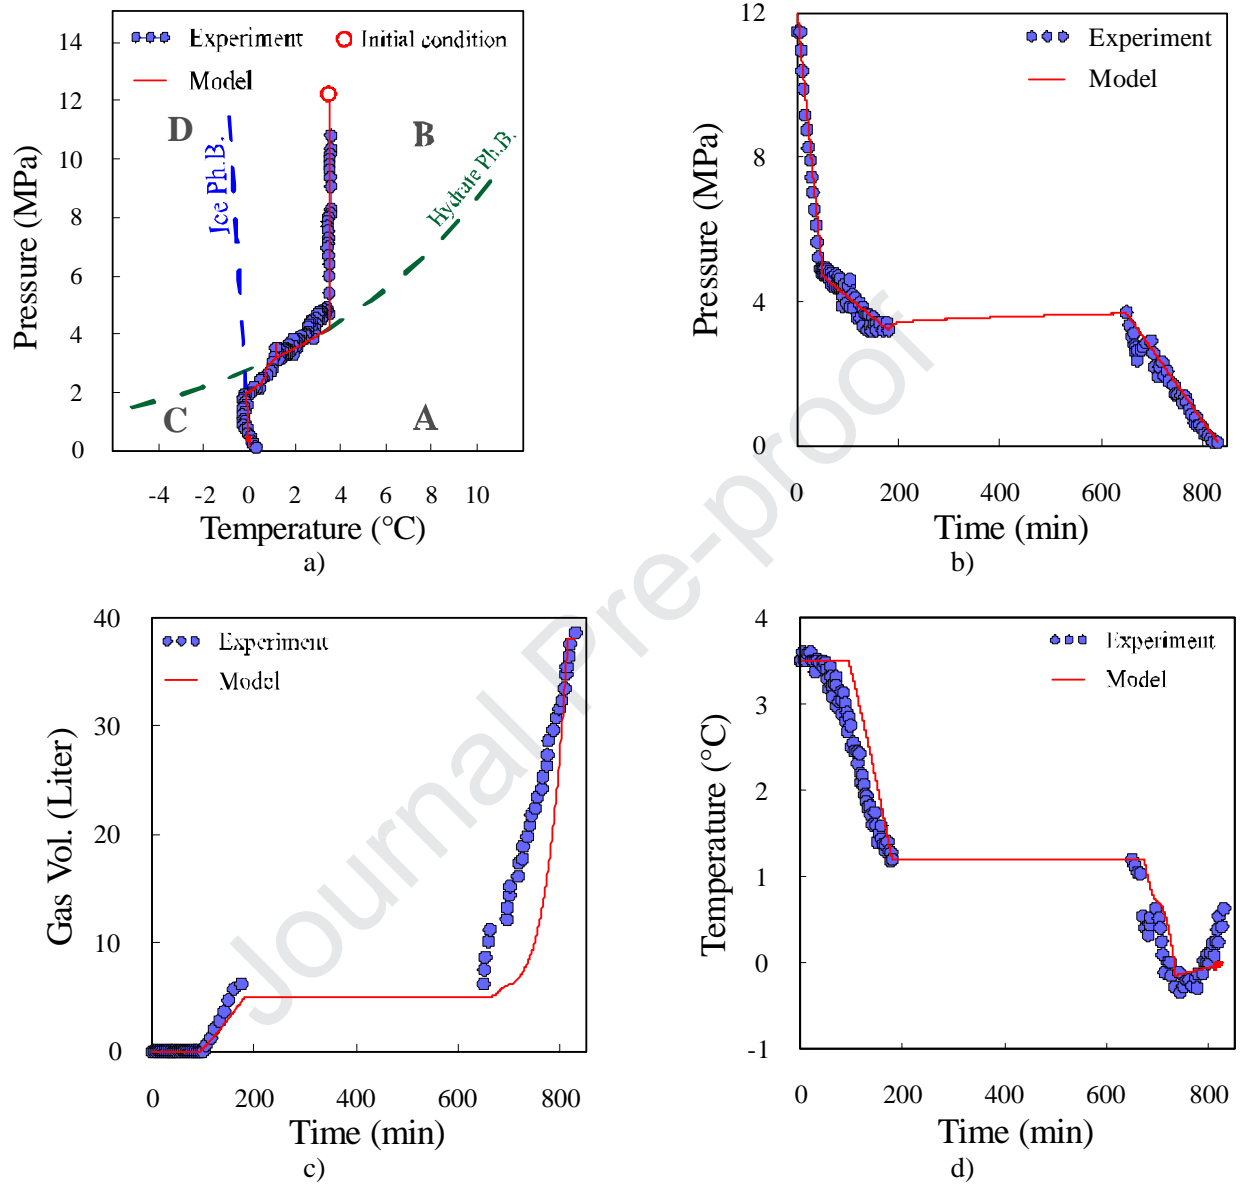 14
12
10
8
6
4
2
0
Pressure (MPa)
Experiment
Initial condition
Model
D
B
C
A
Ice Ph.B.
Hydrate Ph.B.
-4 -2 0 2 4 6 8 10
Temperature (°C)
a)
12
8
4
0
Pressure (MPa)
Experiment
Model
0 200 400 600 800
Time (min)
b)
Journal Pre-proof
40
30
20
10
0
Gas Vol. (Liter)
Experiment
Model
0 200 400 600 800
Time (min)
c)
4
3
2
1
0
-1
Temperature (°C)
Experiment
Model
0 200 400 600 800
Time (min)
d)